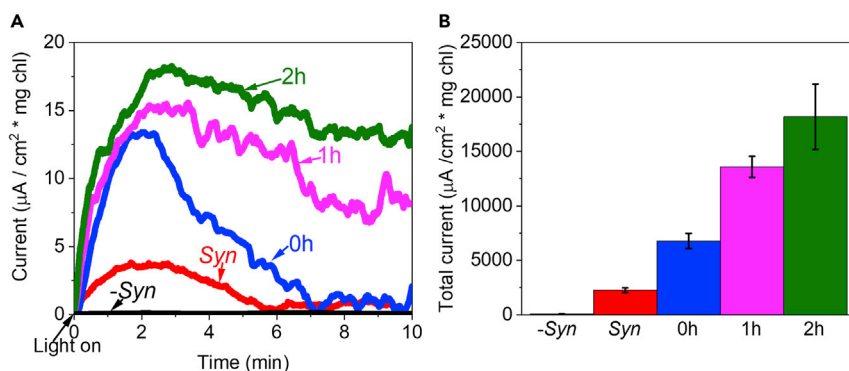 A
Current (µA / cm² * mg chl)
20
15
10
5
0
2h
1h
0h
Syn
-Syn
Light on
0 2 4 6 8 10
Time (min)
B
Total current (µA /cm² * mg chl)
25000
20000
15000
10000
5000
0
-Syn Syn 0h 1h 2h